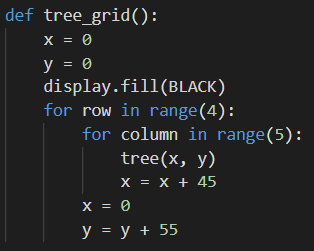 def tree_grid():
    x = 0
    y = 0
    display.fill(BLACK)
    for row in range(4):
        for column in range(5):
            tree(x, y)
            x = x + 45
        x = 0
        y = y + 55